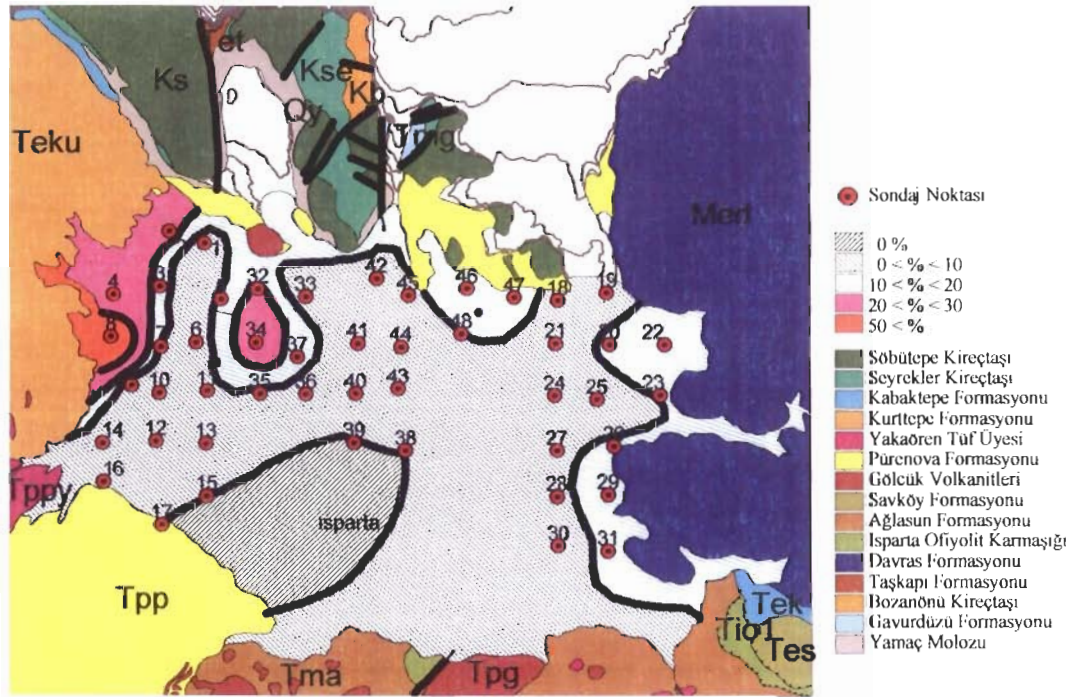 et
Ks
Kse
Kb
Qy
Teku
Merl
1
4
6
8
10
12
13
14
15
16
17
18
19
20
21
22
23
24
25
27
28
29
30
31
32
33
34
35
36
37
38
39
40
41
42
43
44
45
46
47
48
isparta
Tppy
Tpp
Tma
Tpg
Tek
Tio1
Tes
Sondaj Noktası
0 %
0 < % < 10
10 < % < 20
20 < % < 30
50 < %
Söbütepe Kireçtaşı
Seyrekler Kireçtaşı
Kabaktepe Formasyonu
Kurttepe Formasyonu
Yakaören Tüf Üyesi
Pürenova Formasyonu
Gölcük Volkanitleri
Savköy Formasyonu
Ağlasun Formasyonu
Isparta Ofiyolit Karmaşığı
Davras Formasyonu
Taşkapı Formasyonu
Bozanönü Kireçtaşı
Gavurdüzü Formasyonu
Yamaç Molozu